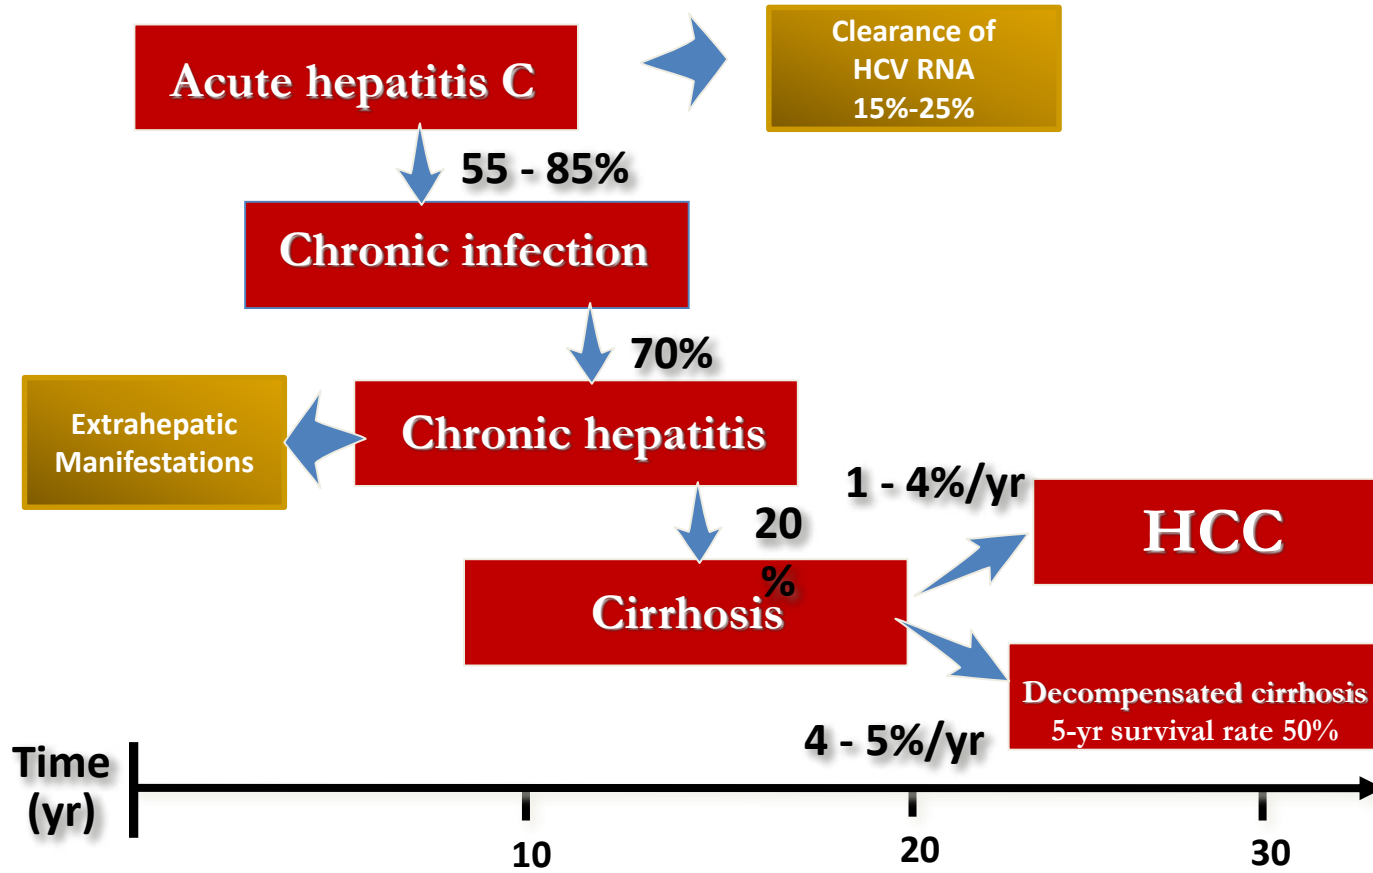 Acute hepatitis C
Clearance of
HCV RNA
15%-25%
55 - 85%
Chronic infection
70%
Extrahepatic
Manifestations
Chronic hepatitis
1 - 4%/yr
HCC
20
%
Cirrhosis
Decompensated cirrhosis
5-yr survival rate 50%
4 - 5%/yr
Time
(yr)
10
20
30